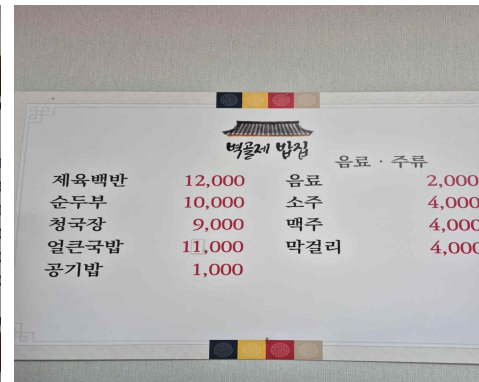 벽골제 밥집
음료 · 주류
제육백반 12,000 음료 2,000
순두부 10,000 소주 4,000
청국장 9,000 맥주 4,000
얼큰국밥 11,000 막걸리 4,000
공기밥 1,000